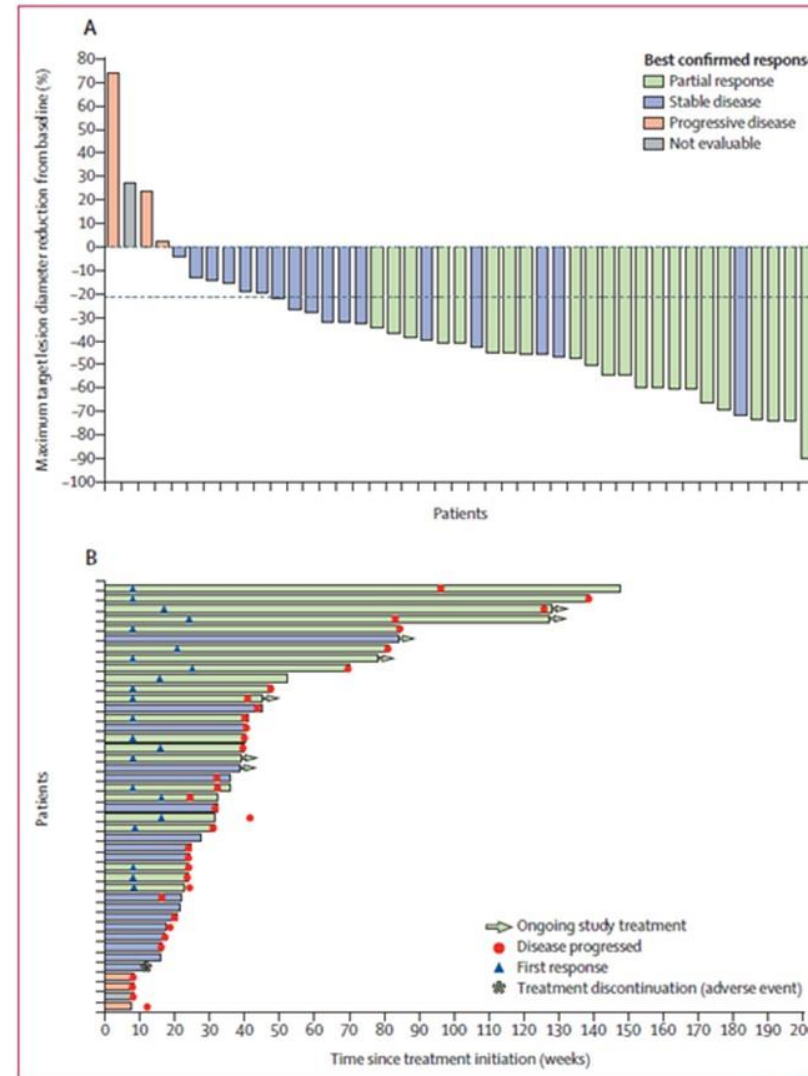 A
Maximum target lesion diameter reduction from baseline (%)
80
70
60
50
40
30
20
10
0
-10
-20
-30
-40
-50
-60
-70
-80
-90
-100
Best confirmed respons
Partial response
Stable disease
Progressive disease
Not evaluable
Patients
B
Patients
Ongoing study treatment
Disease progressed
First response
Treatment discontinuation (adverse event)
0 10 20 30 40 50 60 70 80 90 100 110 120 130 140 150 160 170 180 190 20
Time since treatment initiation (weeks)